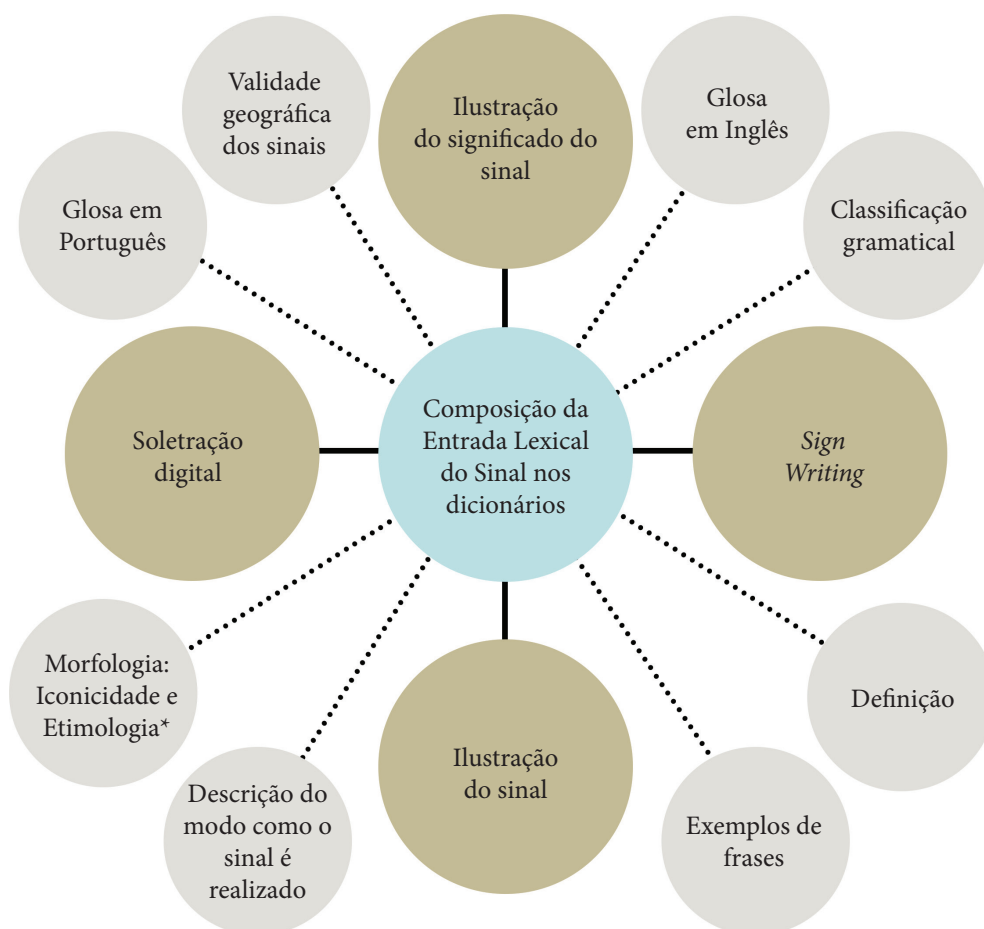 Validade
geográfica
dos sinais
Ilustração
do significado do
sinal
Glosa
em Inglês
Glosa em
Português
Classificação
gramatical
Soletração
digital
Composição da
Entrada Lexical
do Sinal nos
dicionários
Sign
Writing
Morfologia:
Iconicidade e
Etimologia*
Definição
Descrição do
modo como o
sinal é
realizado
Ilustração
do sinal
Exemplos de
frases